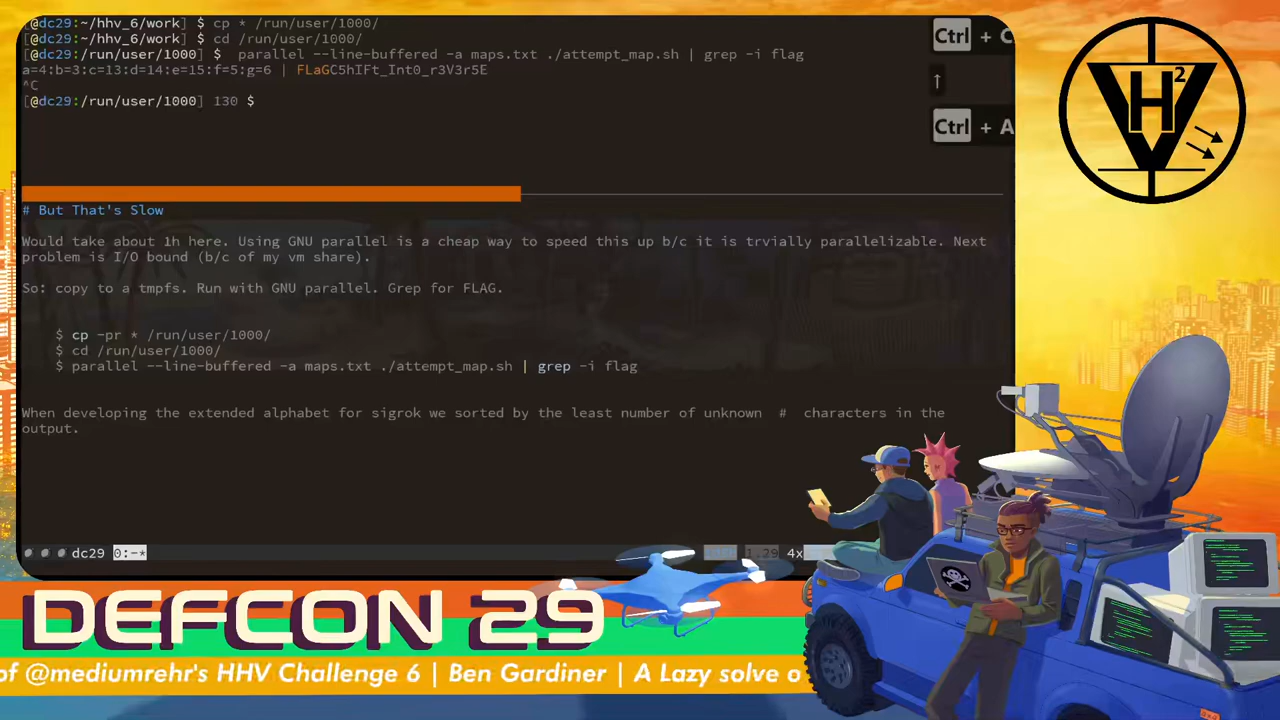 [@dc29:~/hhv_6/work] $ cp * /run/user/1000/
[@dc29:~/hhv_6/work] $ cd /run/user/1000/
[@dc29:/run/user/1000] $  parallel --line-buffered -a maps.txt ./attempt_map.sh | grep -i flag
a=4:b=3:c=13:d=14:e=15:f=5:g=6 | FLaGC5hIFt_Int0_r3V3r5E
^C
[@dc29:/run/user/1000] 130 $
Ctrl + C
↑
Ctrl + A
V H 2
# But That's Slow
Would take about 1h here. Using GNU parallel is a cheap way to speed this up b/c it is trvially parallelizable. Next
problem is I/O bound (b/c of my vm share).
So: copy to a tmpfs. Run with GNU parallel. Grep for FLAG.
$ cp -pr * /run/user/1000/
$ cd /run/user/1000/
$ parallel --line-buffered -a maps.txt ./attempt_map.sh | grep -i flag
When developing the extended alphabet for sigrok we sorted by the least number of unknown  #  characters in the
output.
dc29 0:-* 1.29 4x
DEFCON 29
of @mediumrehr's HHV Challenge 6 | Ben Gardiner | A Lazy solve o